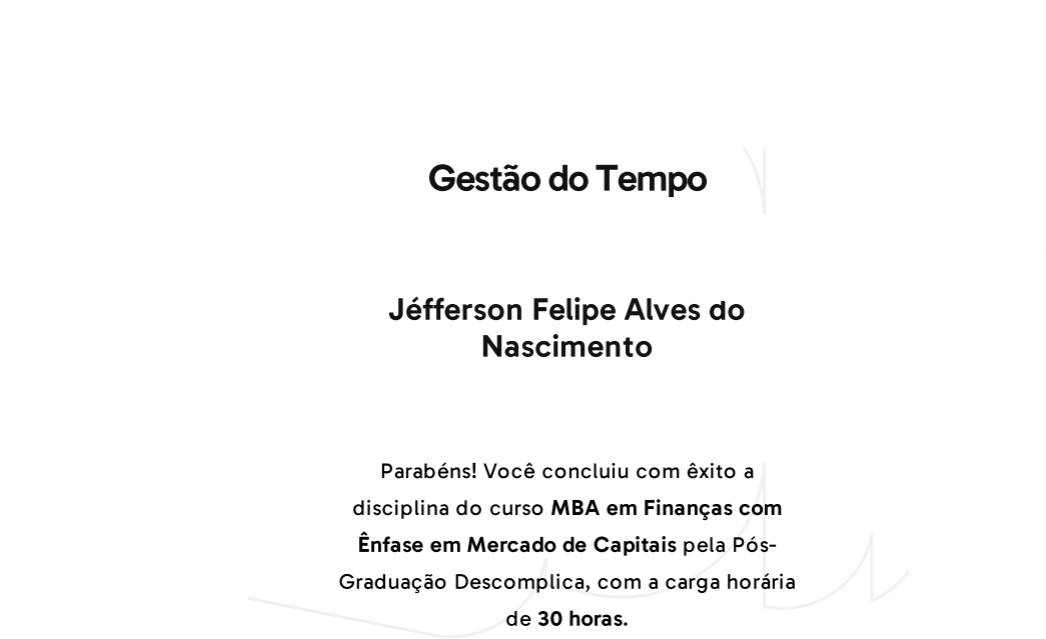 Gestão do Tempo
Jéfferson Felipe Alves do
Nascimento
Parabéns! Você concluiu com êxito a
disciplina do curso MBA em Finanças com
Ênfase em Mercado de Capitais pela Pós-
Graduação Descomplica, com a carga horária
de 30 horas.